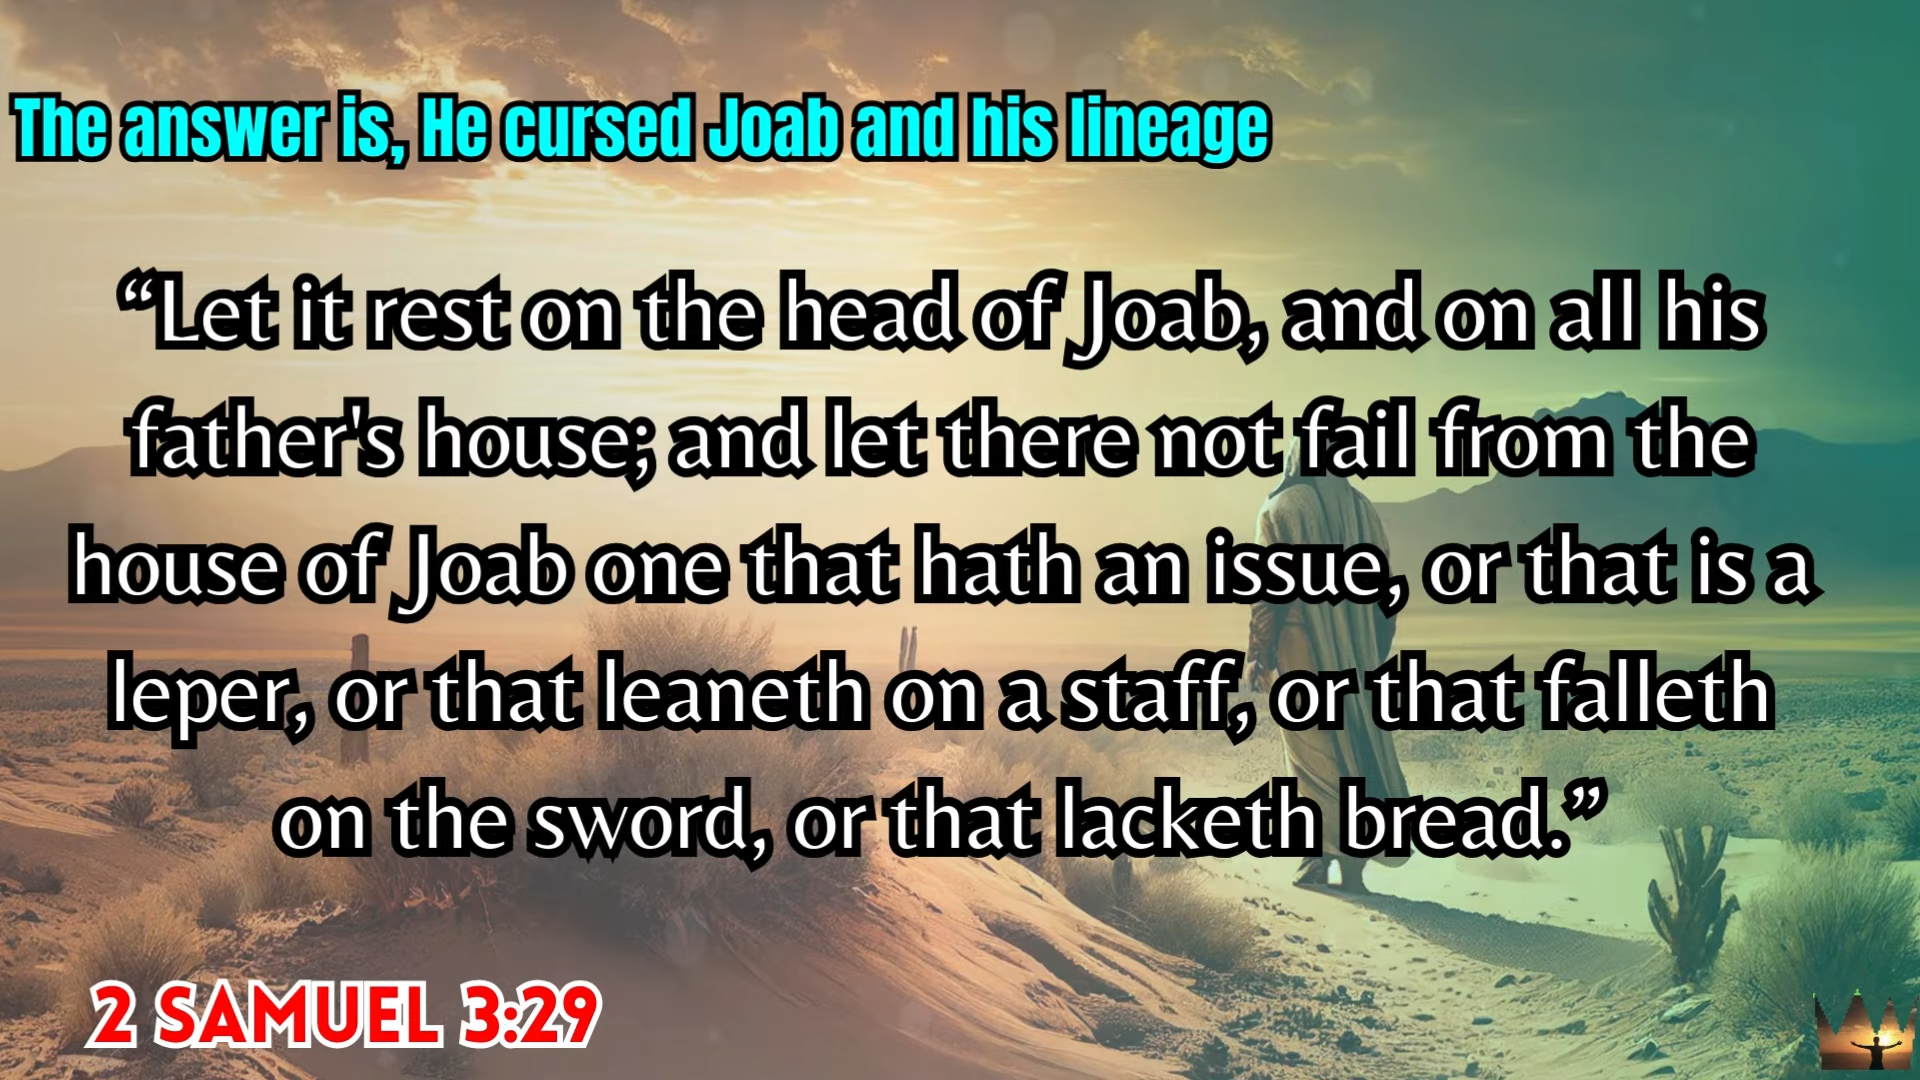 The answer is, He cursed Joab and his lineage
“Let it rest on the head of Joab, and on all his
father's house; and let there not fail from the
house of Joab one that hath an issue, or that is a
leper, or that leaneth on a staff, or that falleth
on the sword, or that lacketh bread.”
2 SAMUEL 3:29